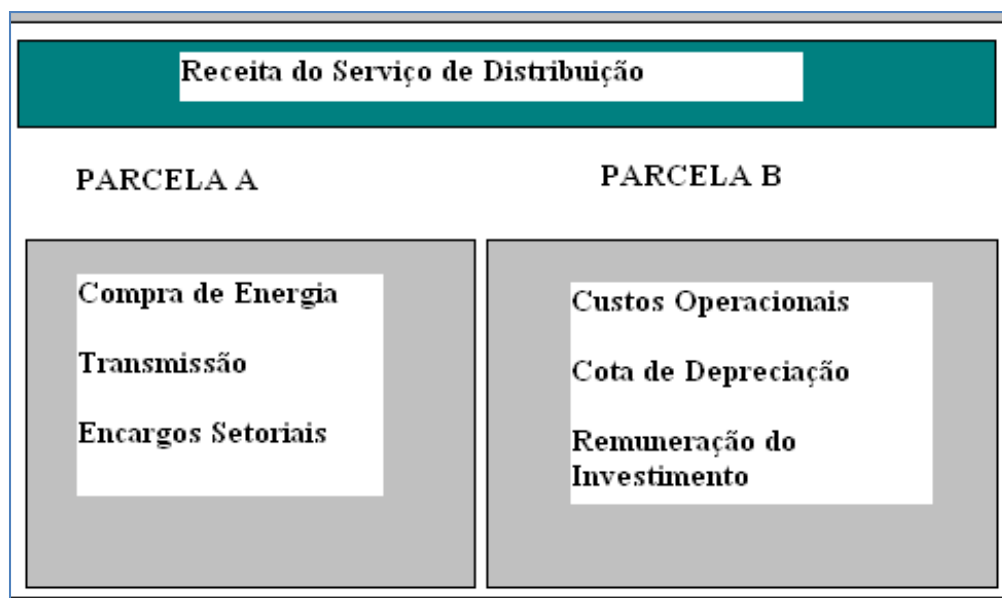 Receita do Serviço de Distribuição
PARCELA A
PARCELA B
Compra de Energia
Transmissão
Encargos Setoriais
Custos Operacionais
Cota de Depreciação
Remuneração do
Investimento